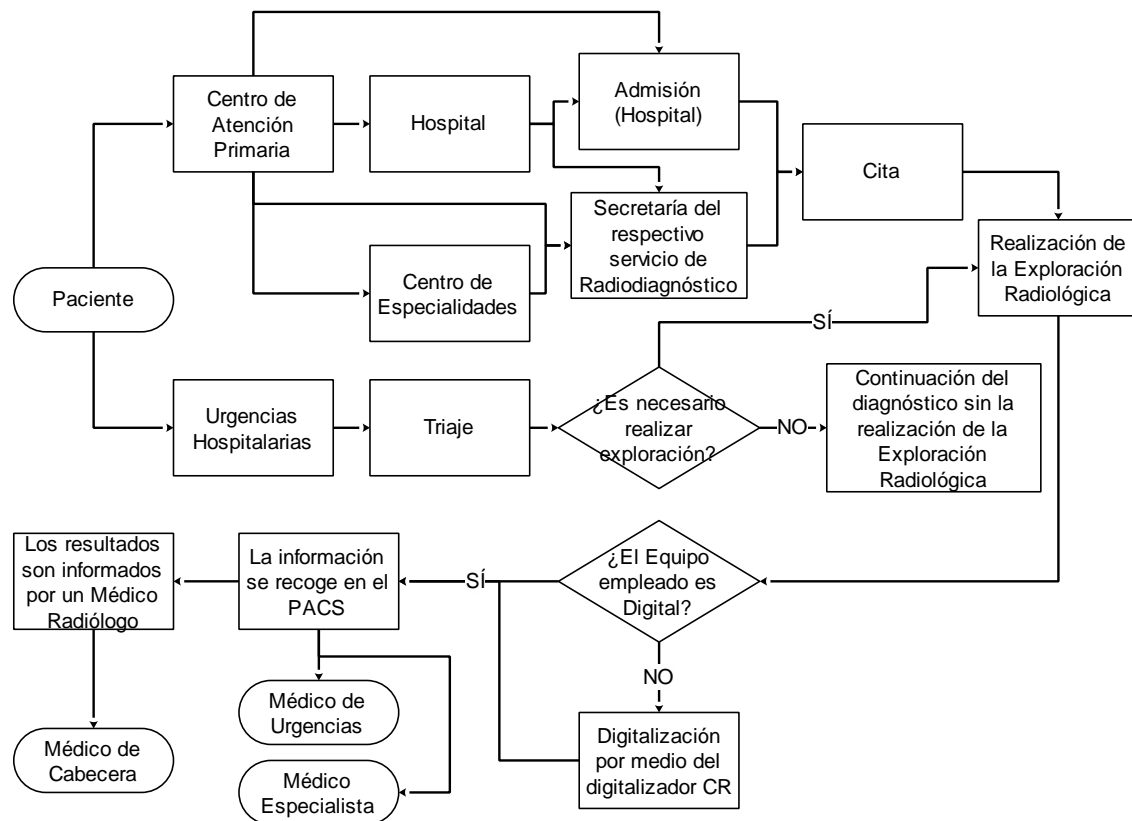 Centro de
Atención
Primaria
Hospital
Admisión
(Hospital)
Cita
Secretaría del
respectivo
servicio de
Radiodiagnóstico
Realización de
la Exploración
Radiológica
Paciente
Centro de
Especialidades
SÍ
Urgencias
Hospitalarias
Triaje
¿Es necesario
realizar
exploración?
NO
Continuación del
diagnóstico sin la
realización de la
Exploración
Radiológica
Los resultados
son informados
por un Médico
Radiólogo
La información
se recoge en el
PACS
SÍ
¿El Equipo
empleado es
Digital?
NO
Médico de
Urgencias
Médico de
Cabecera
Médico
Especialista
Digitalización
por medio del
digitalizador CR